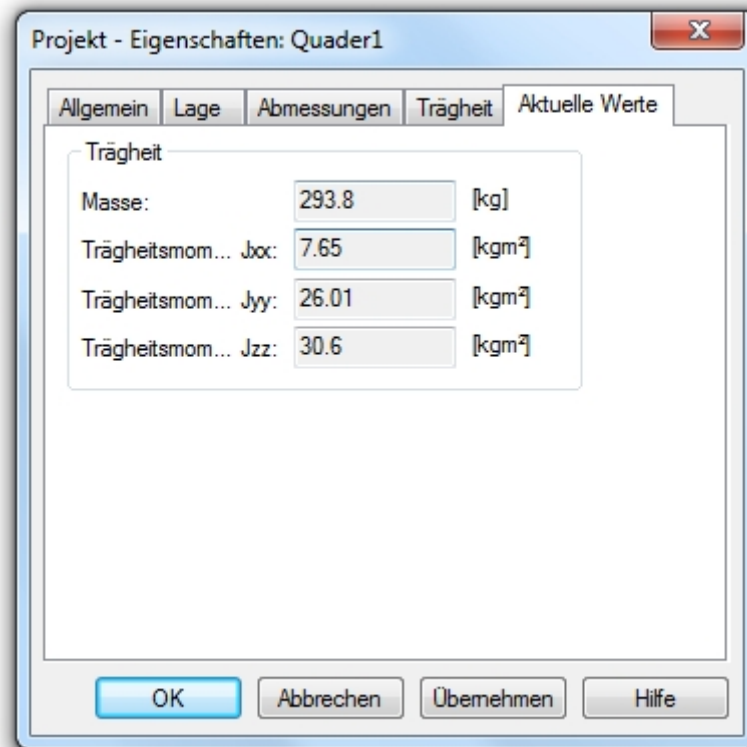 Projekt - Eigenschaften: Quader1
Allgemein Lage Abmessungen Trägheit Aktuelle Werte
Trägheit
Masse: 293.8 [kg]
Trägheitsmom... Jxx: 7.65 [kgm²]
Trägheitsmom... Jyy: 26.01 [kgm²]
Trägheitsmom... Jzz: 30.6 [kgm²]
OK Abbrechen Übernehmen Hilfe